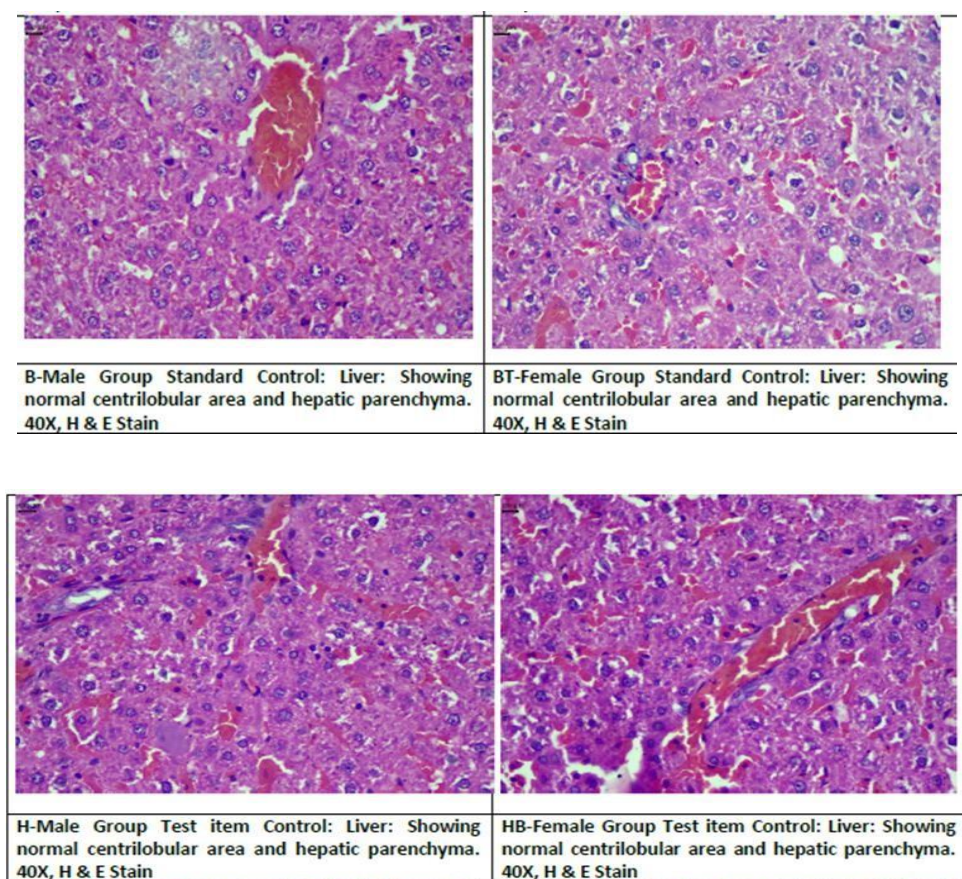 B-Male Group Standard Control: Liver: Showing
normal centrilobular area and hepatic parenchyma.
40X, H & E Stain
BT-Female Group Standard Control: Liver: Showing
normal centrilobular area and hepatic parenchyma.
40X, H & E Stain
H-Male Group Test item Control: Liver: Showing
normal centrilobular area and hepatic parenchyma.
40X, H & E Stain
HB-Female Group Test item Control: Liver: Showing
normal centrilobular area and hepatic parenchyma.
40X, H & E Stain